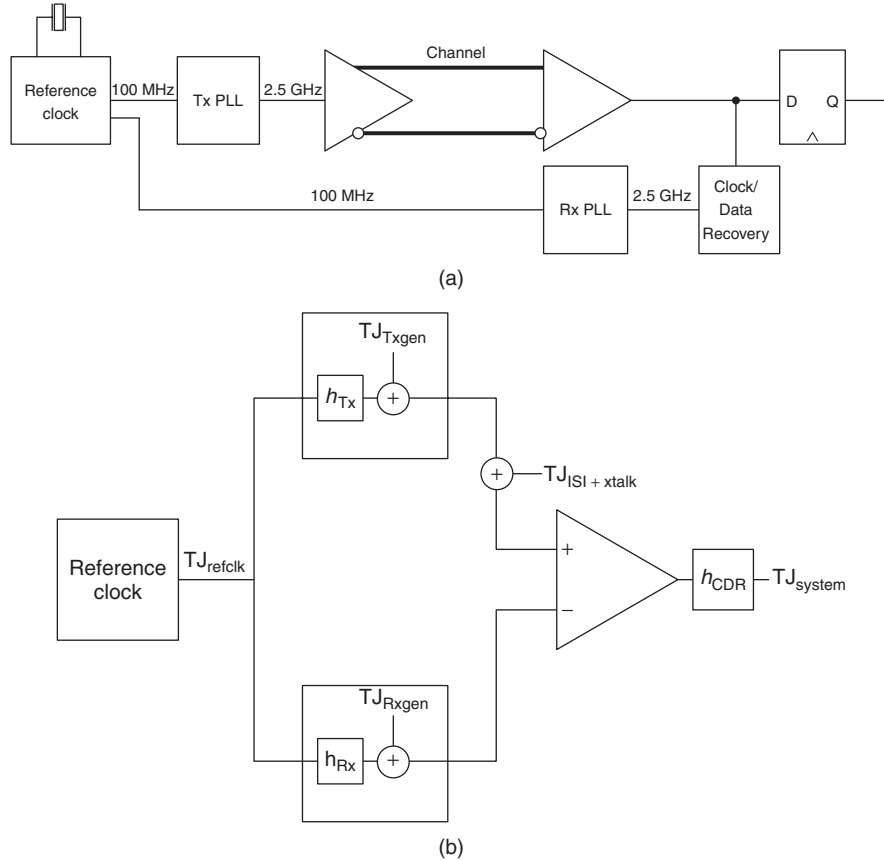 Channel
Reference
clock
100 MHz
Tx PLL
2.5 GHz
D Q
100 MHz
Rx PLL
2.5 GHz
Clock/
Data
Recovery
(a)
TJTxgen
hTx
+
+
TJISI + xtalk
Reference
clock
TJrefclk
+
−
hCDR
TJsystem
TJRxgen
hRx
+
(b)